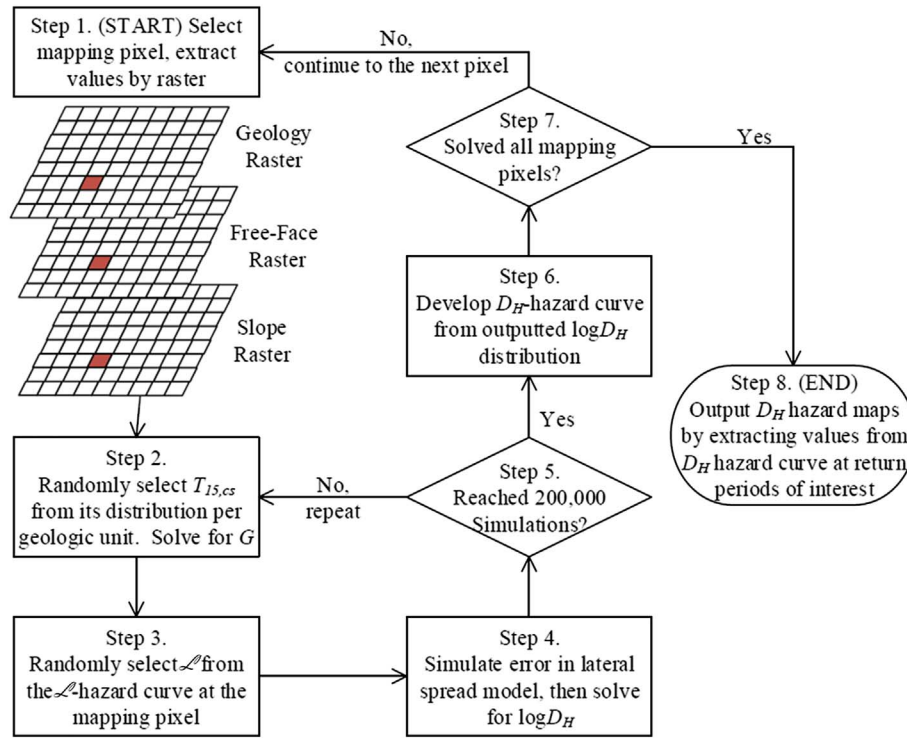 Step 1. (START) Select
mapping pixel, extract
values by raster
Geology
Raster
Free-Face
Raster
Slope
Raster
Step 2.
Randomly select T15,cs
from its distribution per
geologic unit. Solve for G
Step 3.
Randomly select ℒ from
the ℒ-hazard curve at the
mapping pixel
Step 4.
Simulate error in lateral
spread model, then solve
for logDH
Step 5.
Reached 200,000
Simulations?
No,
repeat
Yes
Step 6.
Develop DH-hazard curve
from outputted logDH
distribution
Step 7.
Solved all mapping
pixels?
No,
continue to the next pixel
Yes
Step 8. (END)
Output DH hazard maps
by extracting values from
DH hazard curve at return
periods of interest